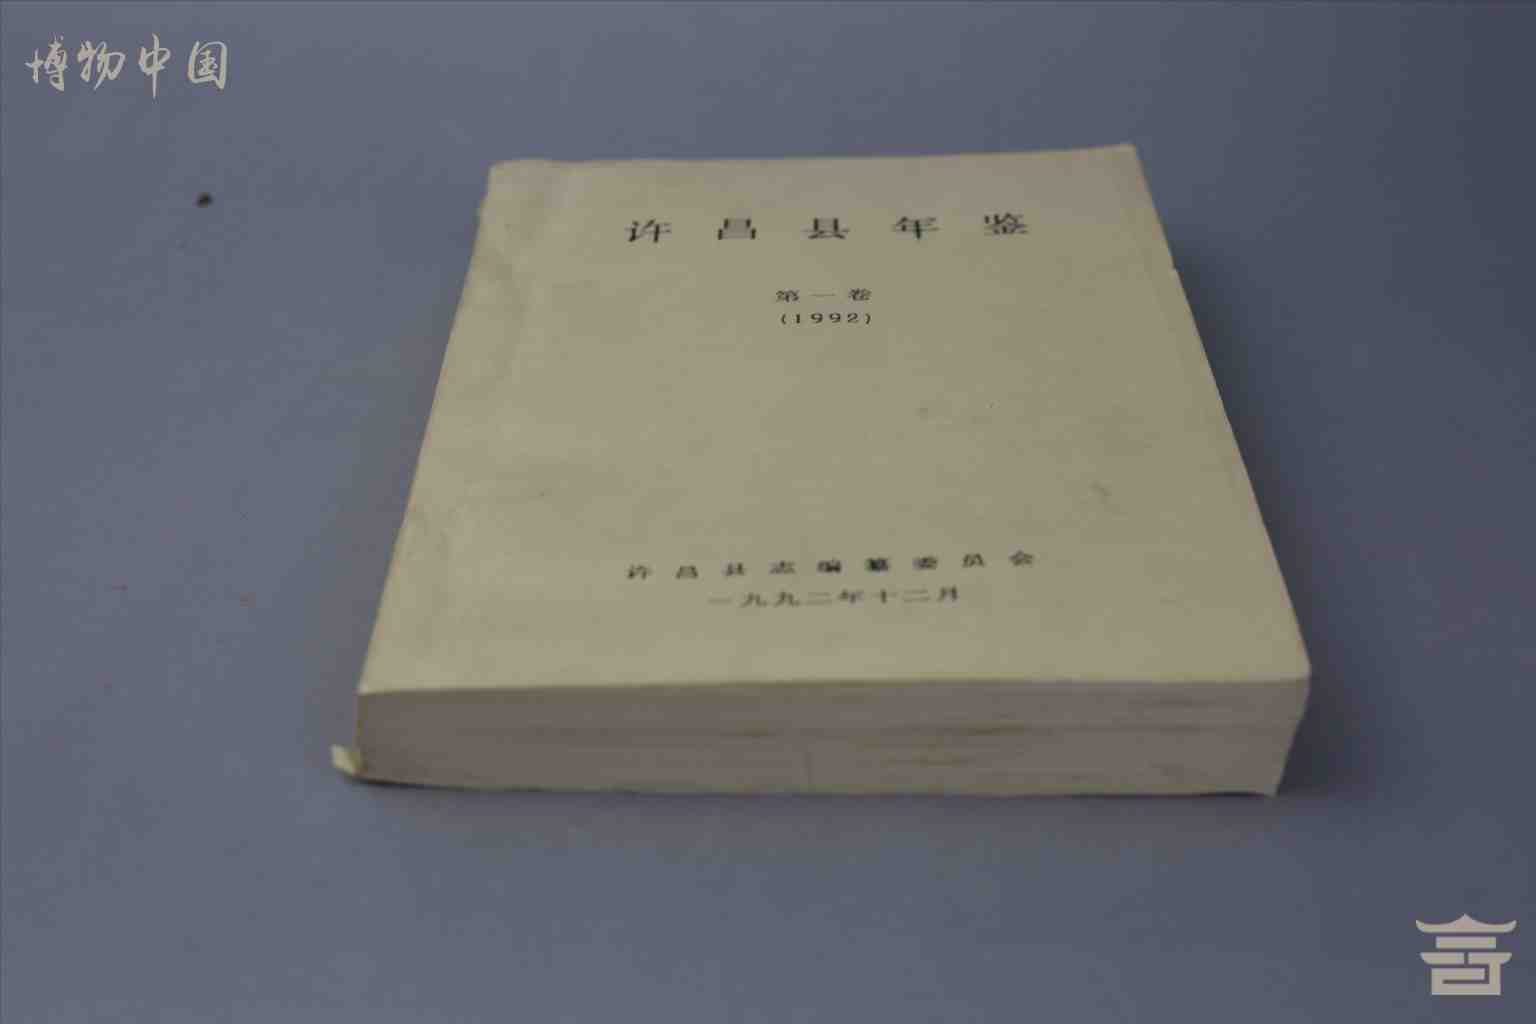 博物中国
许昌县年鉴
第一卷
(1992)
许昌县志编纂委员会
一九九二年十二月